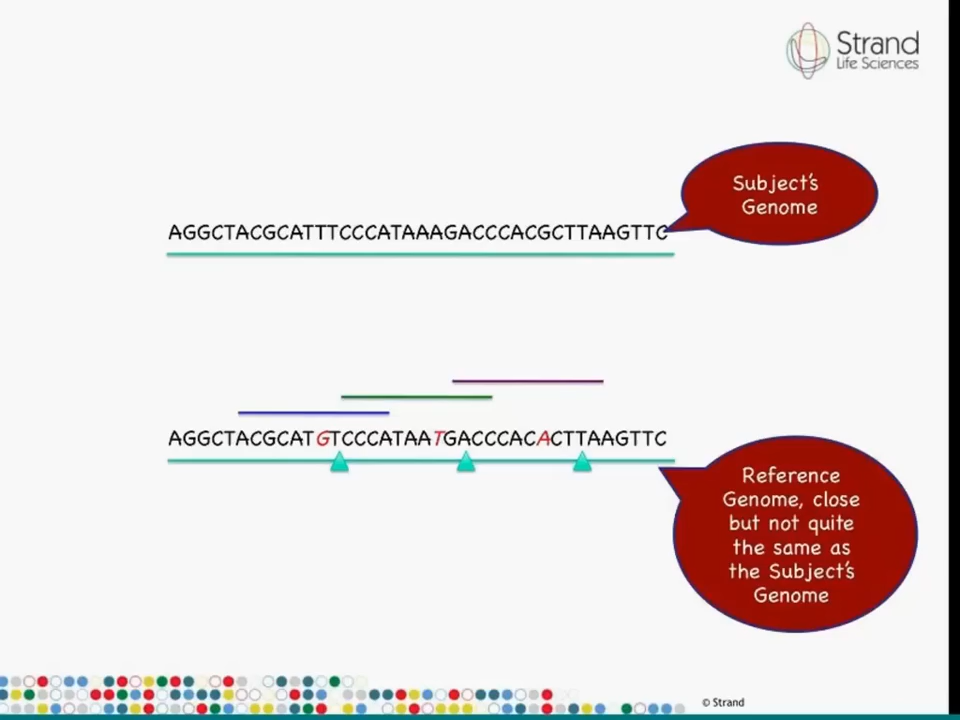 Strand
Life Sciences
Subject's
Genome
AGGCTACGCATTTCCCATAAAGACCCACGCTTAAGTTC
AGGCTACGCATGTCCCATAATGACCCACACTTAAGTTC
Reference
Genome, close
but not quite
the same as
the Subject's
Genome
© Strand